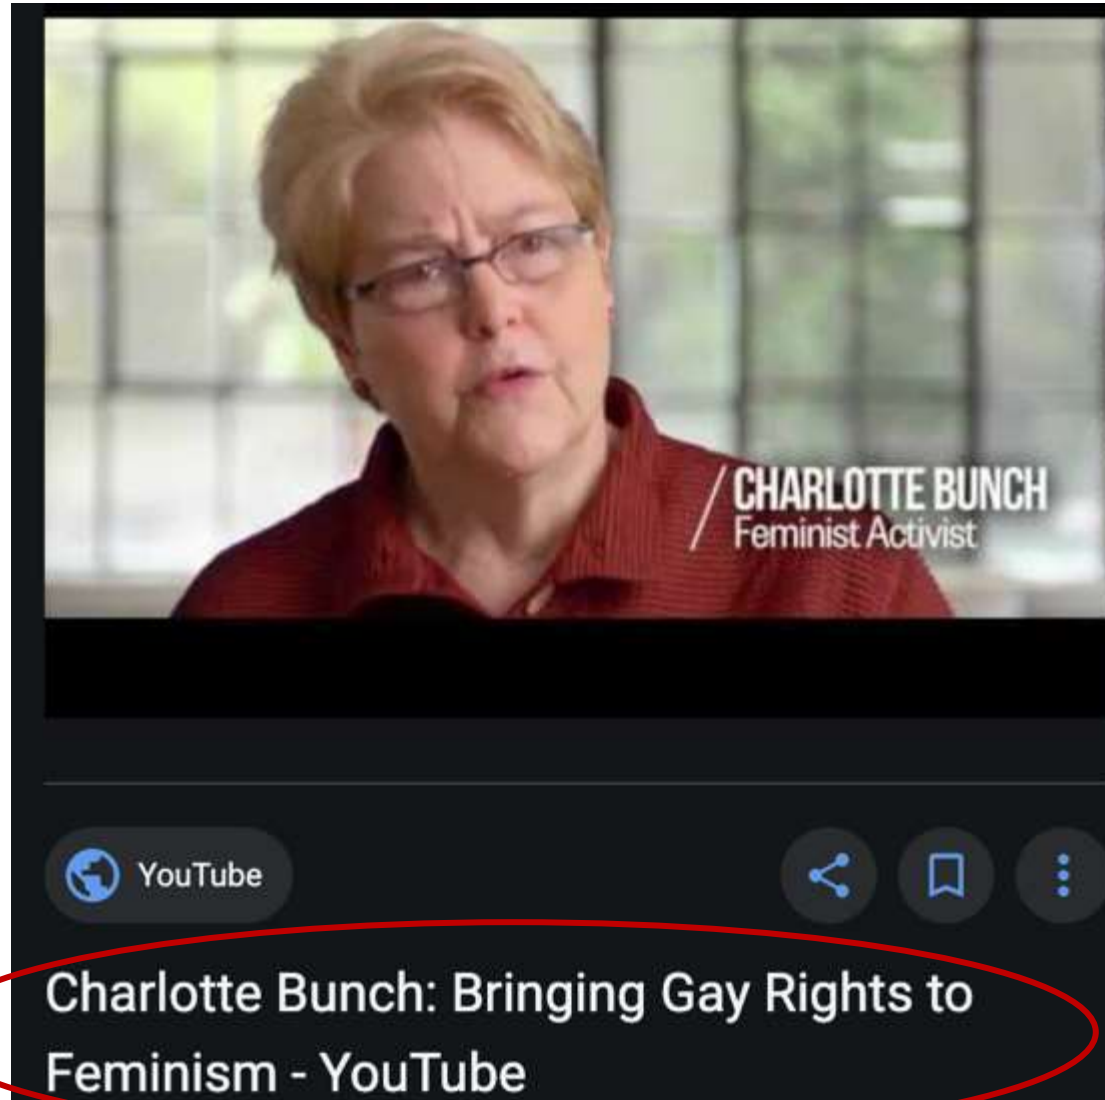 CHARLOTTE BUNCH
Feminist Activist
YouTube
Charlotte Bunch: Bringing Gay Rights to
Feminism - YouTube